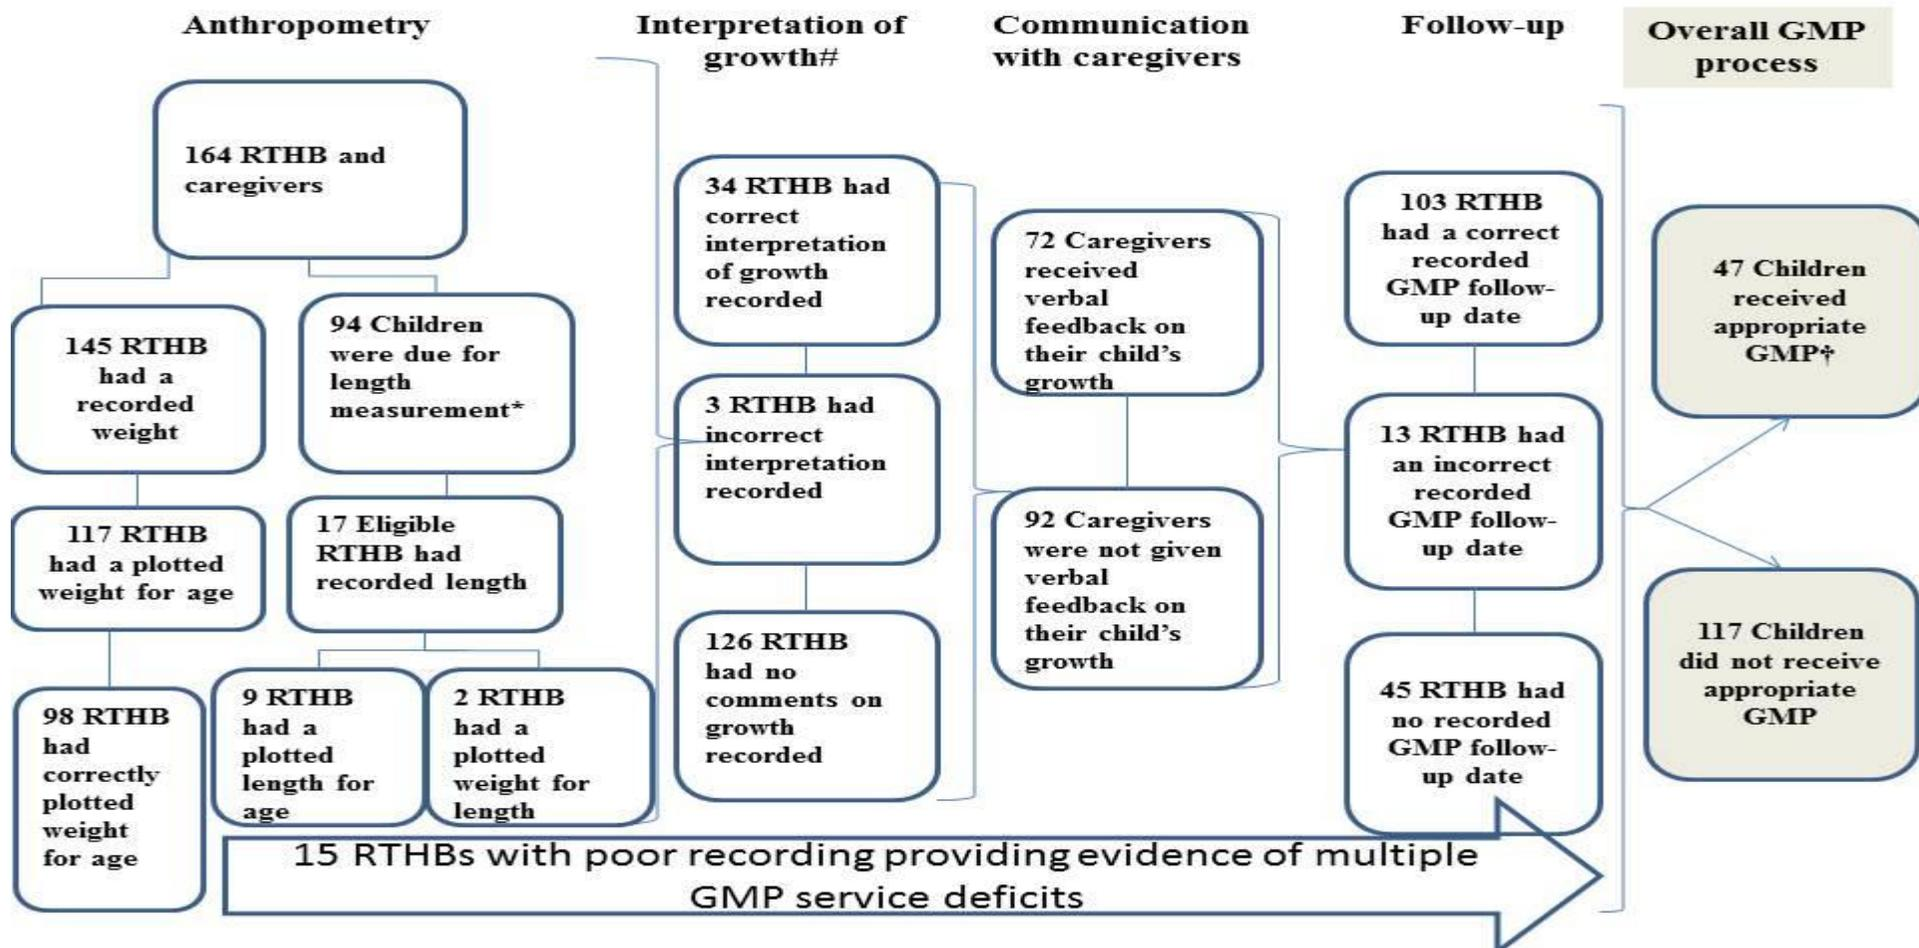 Anthropometry
164 RTHB and
caregivers
145 RTHB
had a
recorded
weight
94 Children
were due for
length
measurement*
117 RTHB
had a plotted
weight for age
17 Eligible
RTHB had
recorded length
98 RTHB
had
correctly
plotted
weight
for age
9 RTHB
had a
plotted
length for
age
2 RTHB
had a
plotted
weight for
length
Interpretation of
growth#
34 RTHB had
correct
interpretation
of growth
recorded
3 RTHB had
incorrect
interpretation
recorded
126 RTHB
had no
comments on
growth
recorded
Communication
with caregivers
72 Caregivers
received
verbal
feedback on
their child’s
growth
92 Caregivers
were not given
verbal
feedback on
their child’s
growth
Follow-up
103 RTHB
had a correct
recorded
GMP follow-
up date
13 RTHB had
an incorrect
recorded
GMP follow-
up date
45 RTHB had
no recorded
GMP follow-
up date
Overall GMP
process
47 Children
received
appropriate
GMP†
117 Children
did not receive
appropriate
GMP
15 RTHBs with poor recording providing evidence of multiple
GMP service deficits